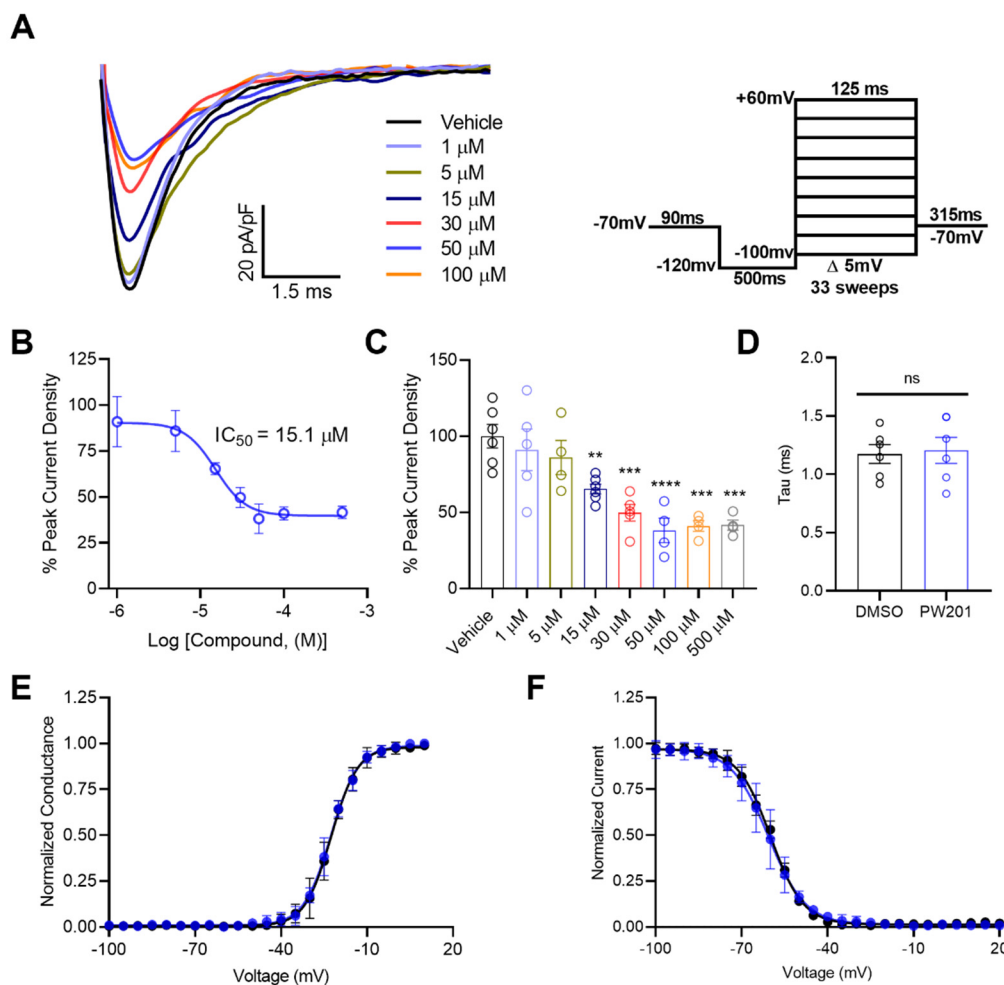 A
Vehicle
1 μM
5 μM
15 μM
30 μM
50 μM
100 μM
20 pA/pF
1.5 ms
+60mV
125 ms
-70mV
90ms
-120mv
500ms
-100mv
Δ 5mV
33 sweeps
315ms
-70mV
B
% Peak Current Density
125
100
75
50
25
0
IC50 = 15.1 μM
-6
-5
-4
-3
Log [Compound, (M)]
C
% Peak Current Density
150
100
50
0
**
***
****
***
***
Vehicle
1 μM
5 μM
15 μM
30 μM
50 μM
100 μM
500 μM
D
Tau (ms)
2.0
1.5
1.0
0.5
0.0
ns
DMSO
PW201
E
Normalized Conductance
1.25
1.00
0.75
0.50
0.25
0.00
-100
-70
-40
-10
20
Voltage (mV)
F
Normalized Current
1.25
1.00
0.75
0.50
0.25
0.00
-100
-70
-40
-10
20
Voltage (mV)